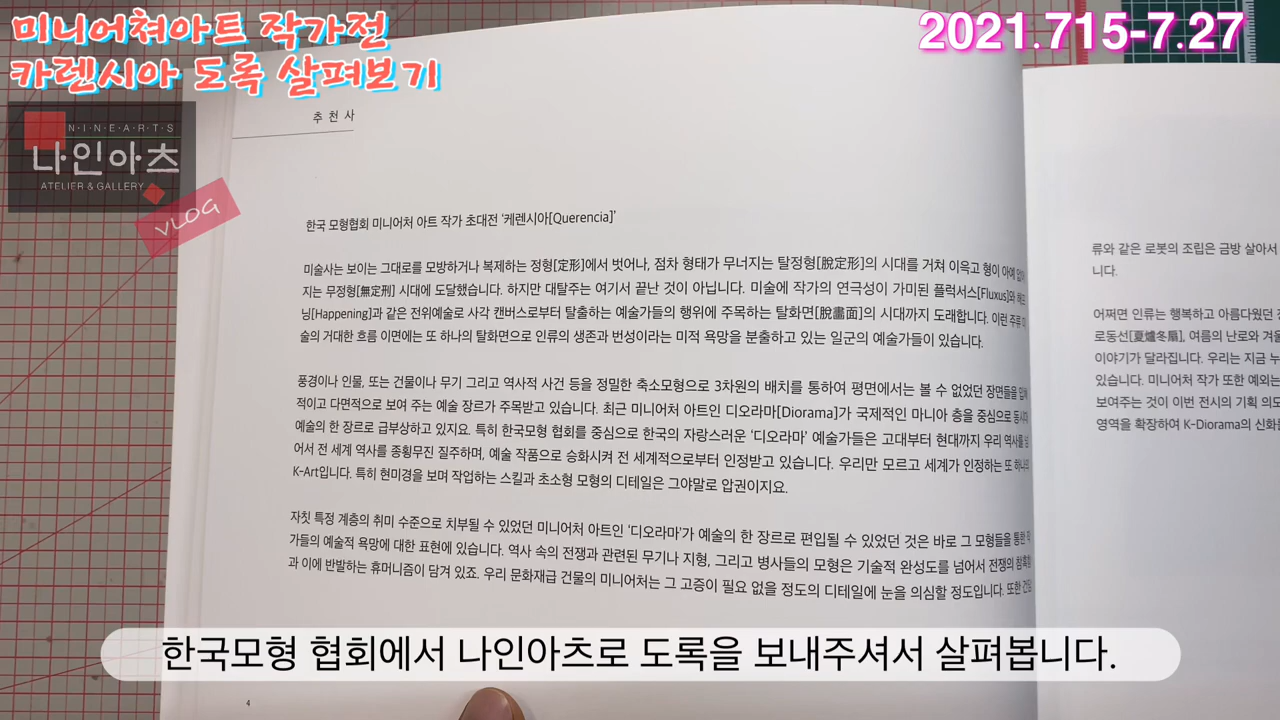 미니어쳐아트 작가전
카렌시아 도록 살펴보기
2021.715-7.27
N·I·N·E·A·R·T·S
나인아츠
ATELIER & GALLERY
VLOG
추천사
한국 모형협회 미니어처 아트 작가 초대전 ‘케렌시아[Querencia]’
미술사는 보이는 그대로를 모방하거나 복제하는 정형[定形]에서 벗어나, 점차 형태가 무너지는 탈정형[脫定形]의 시대를 거쳐 이윽고 형이 아예
지는 무정형[無定刑] 시대에 도달했습니다. 하지만 대탈주는 여기서 끝난 것이 아닙니다. 미술에 작가의 연극성이 가미된 플럭서스[Fluxus]와
닝[Happening]과 같은 전위예술로 사각 캔버스로부터 탈출하는 예술가들의 행위에 주목하는 탈화면[脫畵面]의 시대까지 도래합니다. 이런 주류
술의 거대한 흐름 이면에는 또 하나의 탈화면으로 인류의 생존과 번성이라는 미적 욕망을 분출하고 있는 일군의 예술가들이 있습니다.
풍경이나 인물, 또는 건물이나 무기 그리고 역사적 사건 등을 정밀한 축소모형으로 3차원의 배치를 통하여 평면에서는 볼 수 없었던 장면들을
적이고 다면적으로 보여 주는 예술 장르가 주목받고 있습니다. 최근 미니어처 아트인 디오라마[Diorama]가 국제적인 마니아 층을 중심으로
예술의 한 장르로 급부상하고 있지요. 특히 한국모형 협회를 중심으로 한국의 자랑스러운 ‘디오라마’ 예술가들은 고대부터 현대까지 우리 역사를
어서 전 세계 역사를 종횡무진 질주하며, 예술 작품으로 승화시켜 전 세계적으로부터 인정받고 있습니다. 우리만 모르고 세계가 인정하는 또 하나의
K-Art입니다. 특히 현미경을 보며 작업하는 스킬과 초소형 모형의 디테일은 그야말로 압권이지요.
자칫 특정 계층의 취미 수준으로 치부될 수 있었던 미니어처 아트인 ‘디오라마’가 예술의 한 장르로 편입될 수 있었던 것은 바로 그 모형들을 통한
가들의 예술적 욕망에 대한 표현에 있습니다. 역사 속의 전쟁과 관련된 무기나 지형, 그리고 병사들의 모형은 기술적 완성도를 넘어서 전쟁의
과 이에 반발하는 휴머니즘이 담겨 있죠. 우리 문화재급 건물의 미니어처는 그 고증이 필요 없을 정도의 디테일에 눈을 의심할 정도입니다. 또한
4
류와 같은 로봇의 조립은 금방 살아서
니다.
어쩌면 인류는 행복하고 아름다웠던
로동선[夏爐冬扇], 여름의 난로와 겨울
이야기가 달라집니다. 우리는 지금
있습니다. 미니어처 작가 또한 예외는
보여주는 것이 이번 전시의 기획 의도
영역을 확장하여 K-Diorama의 신화를
한국모형 협회에서 나인아츠로 도록을 보내주셔서 살펴봅니다.